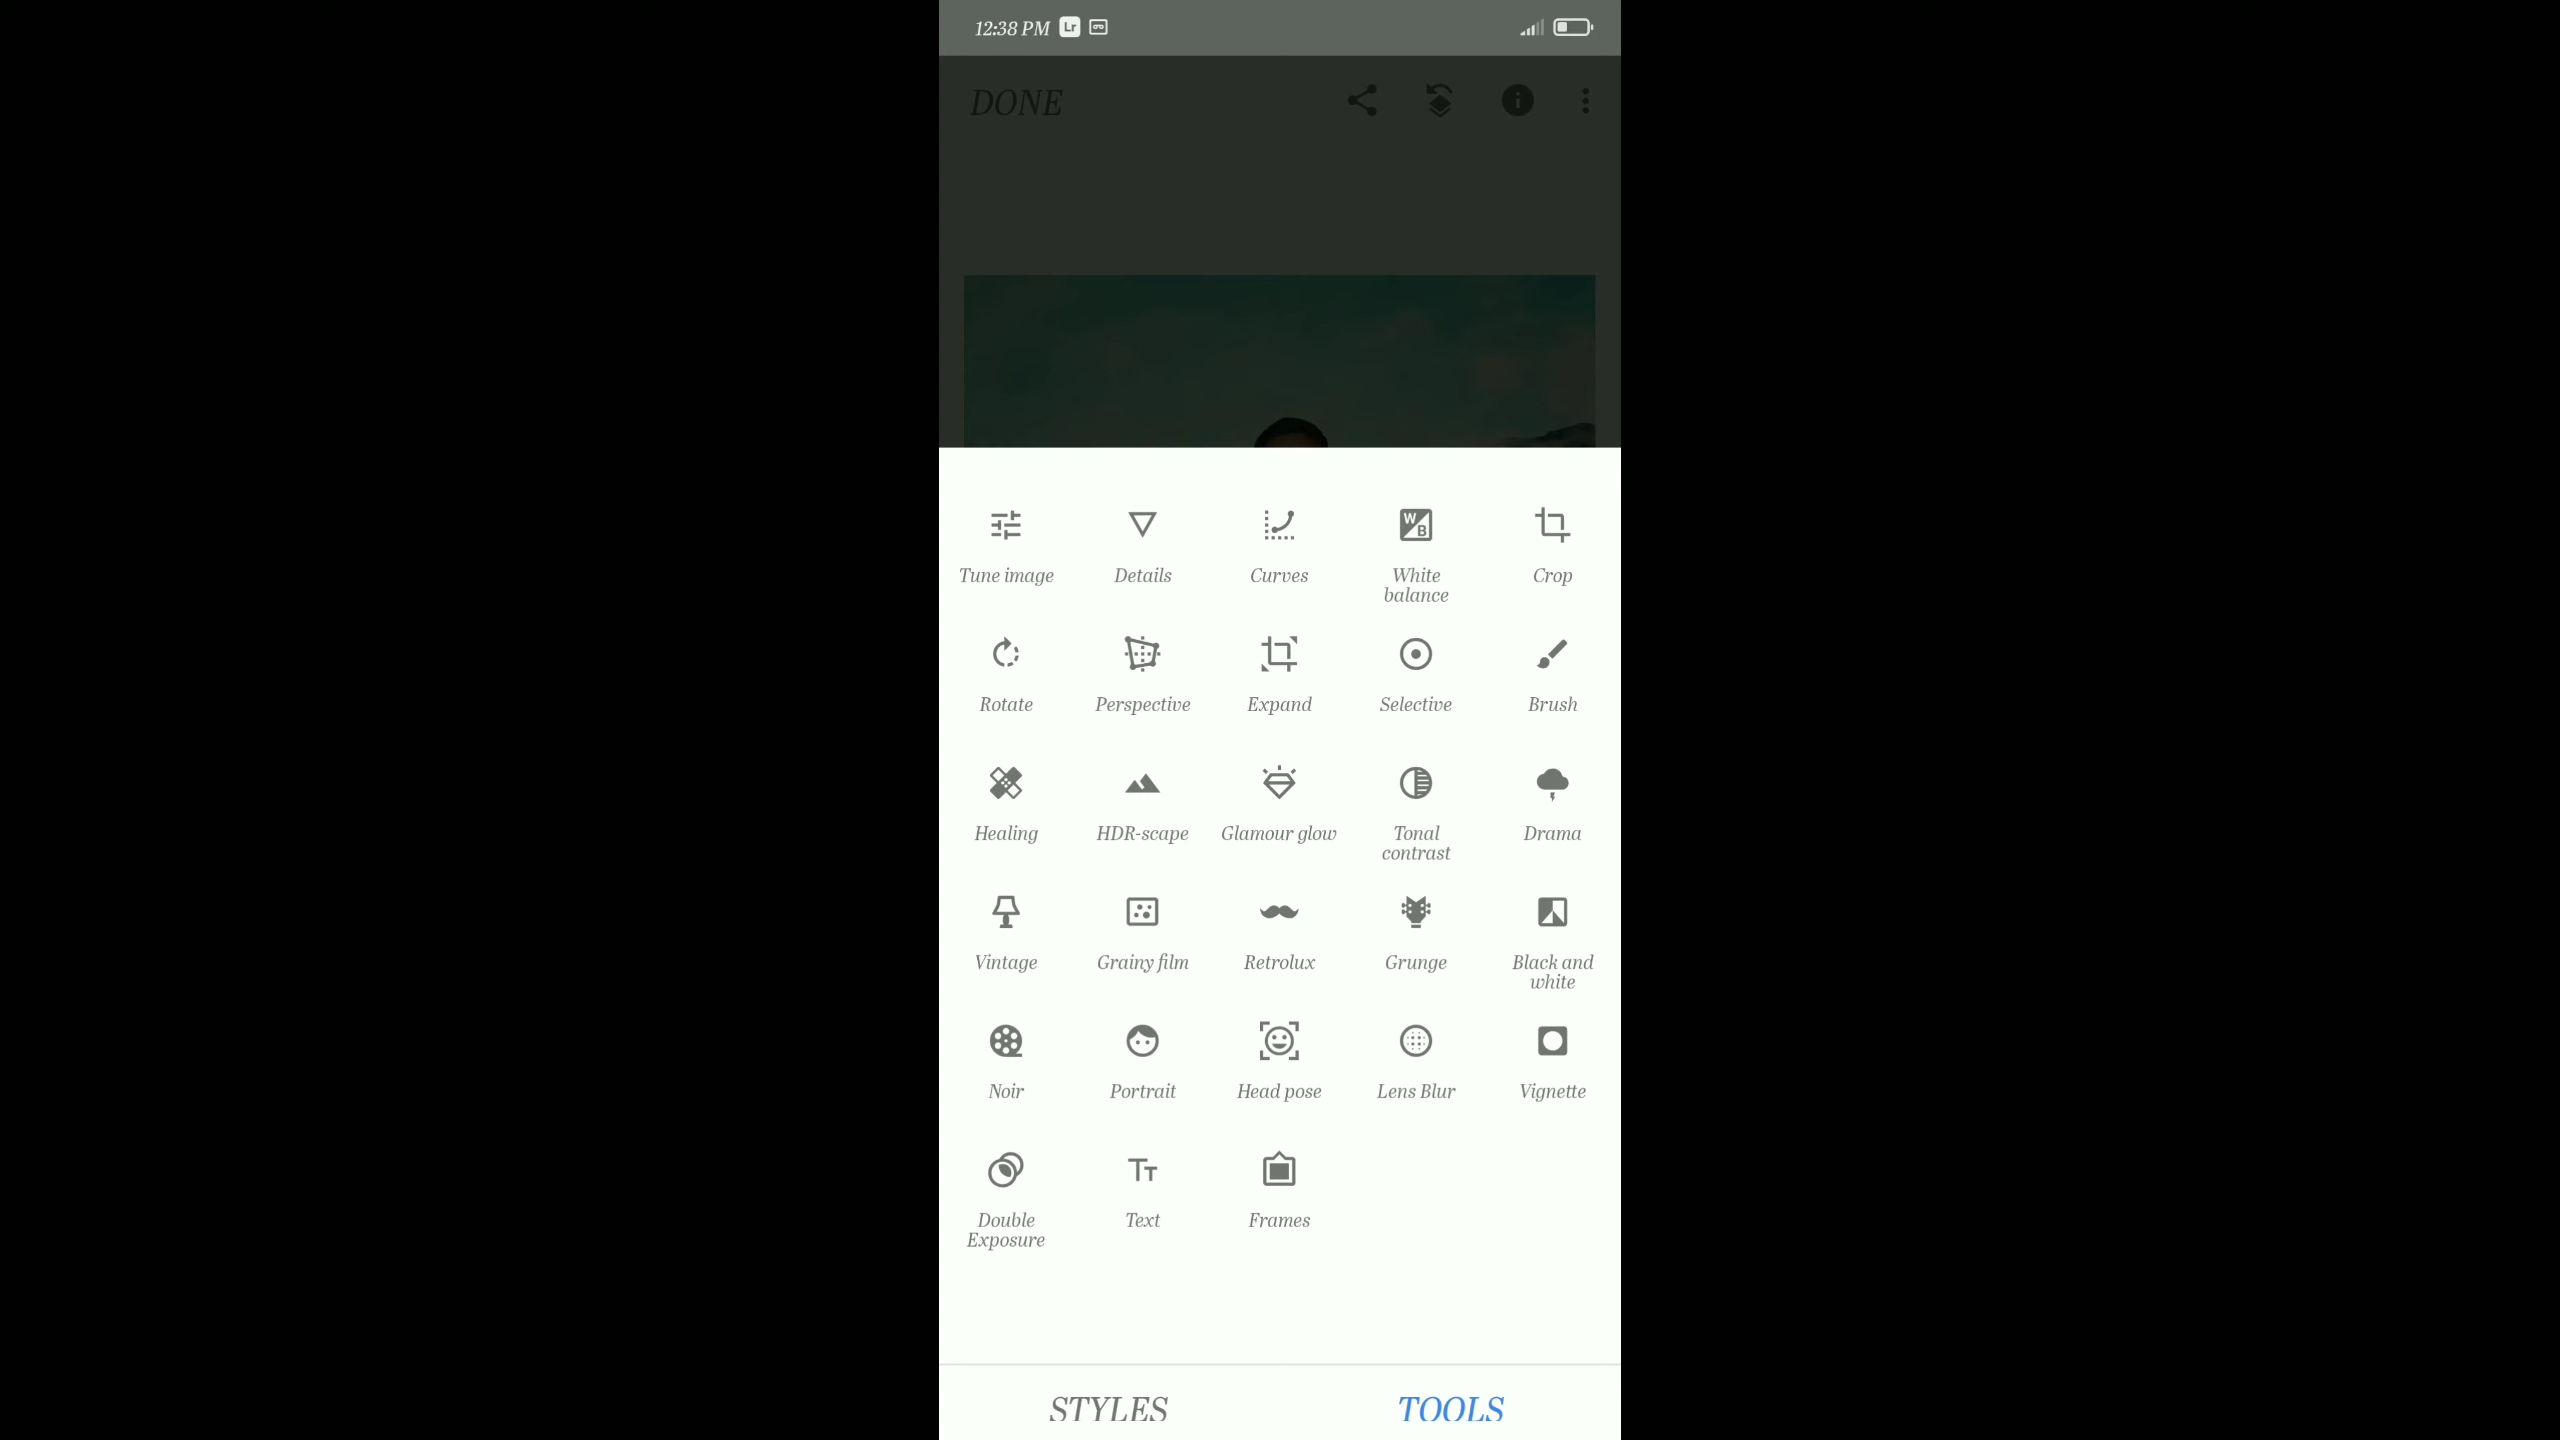 12:38 PM Lr
DONE
Tune image Details Curves White balance Crop
Rotate Perspective Expand Selective Brush
Healing HDR-scape Glamour glow Tonal contrast Drama
Vintage Grainy film Retrolux Grunge Black and white
Noir Portrait Head pose Lens Blur Vignette
Double Exposure Text Frames
STYLES TOOLS